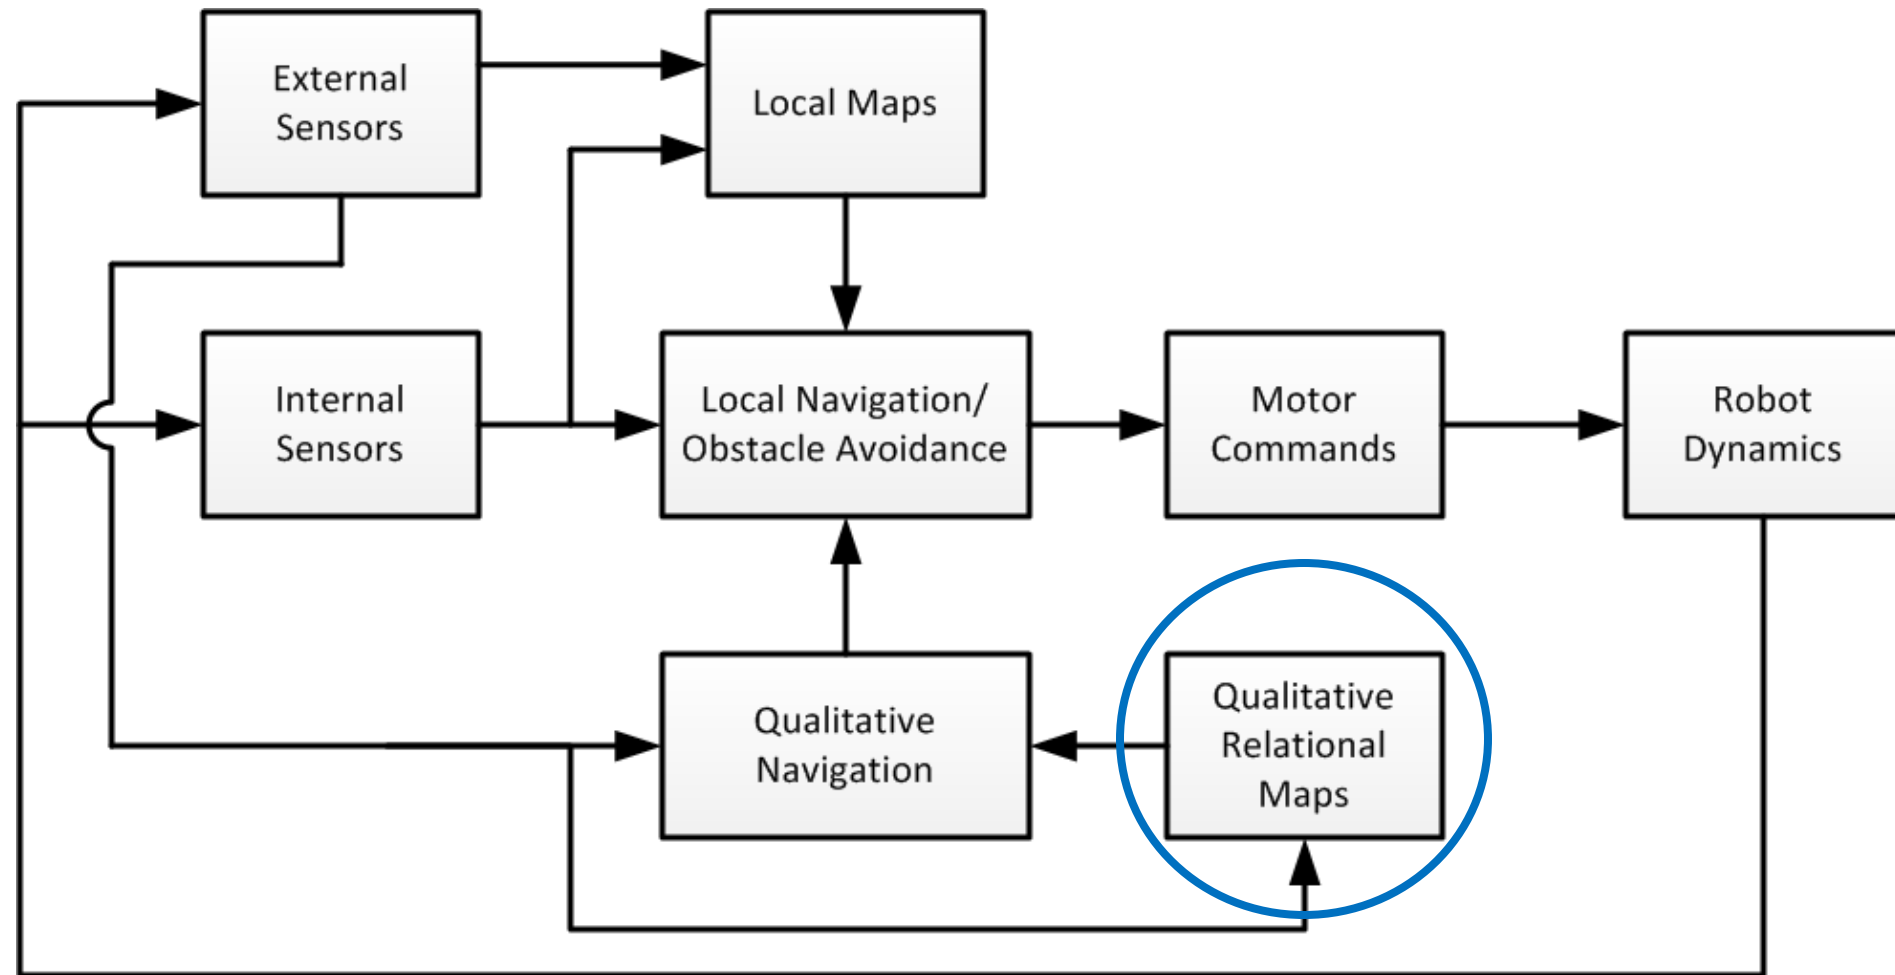 External
Sensors
Local Maps
Internal
Sensors
Local Navigation/
Obstacle Avoidance
Motor
Commands
Robot
Dynamics
Qualitative
Navigation
Qualitative
Relational
Maps